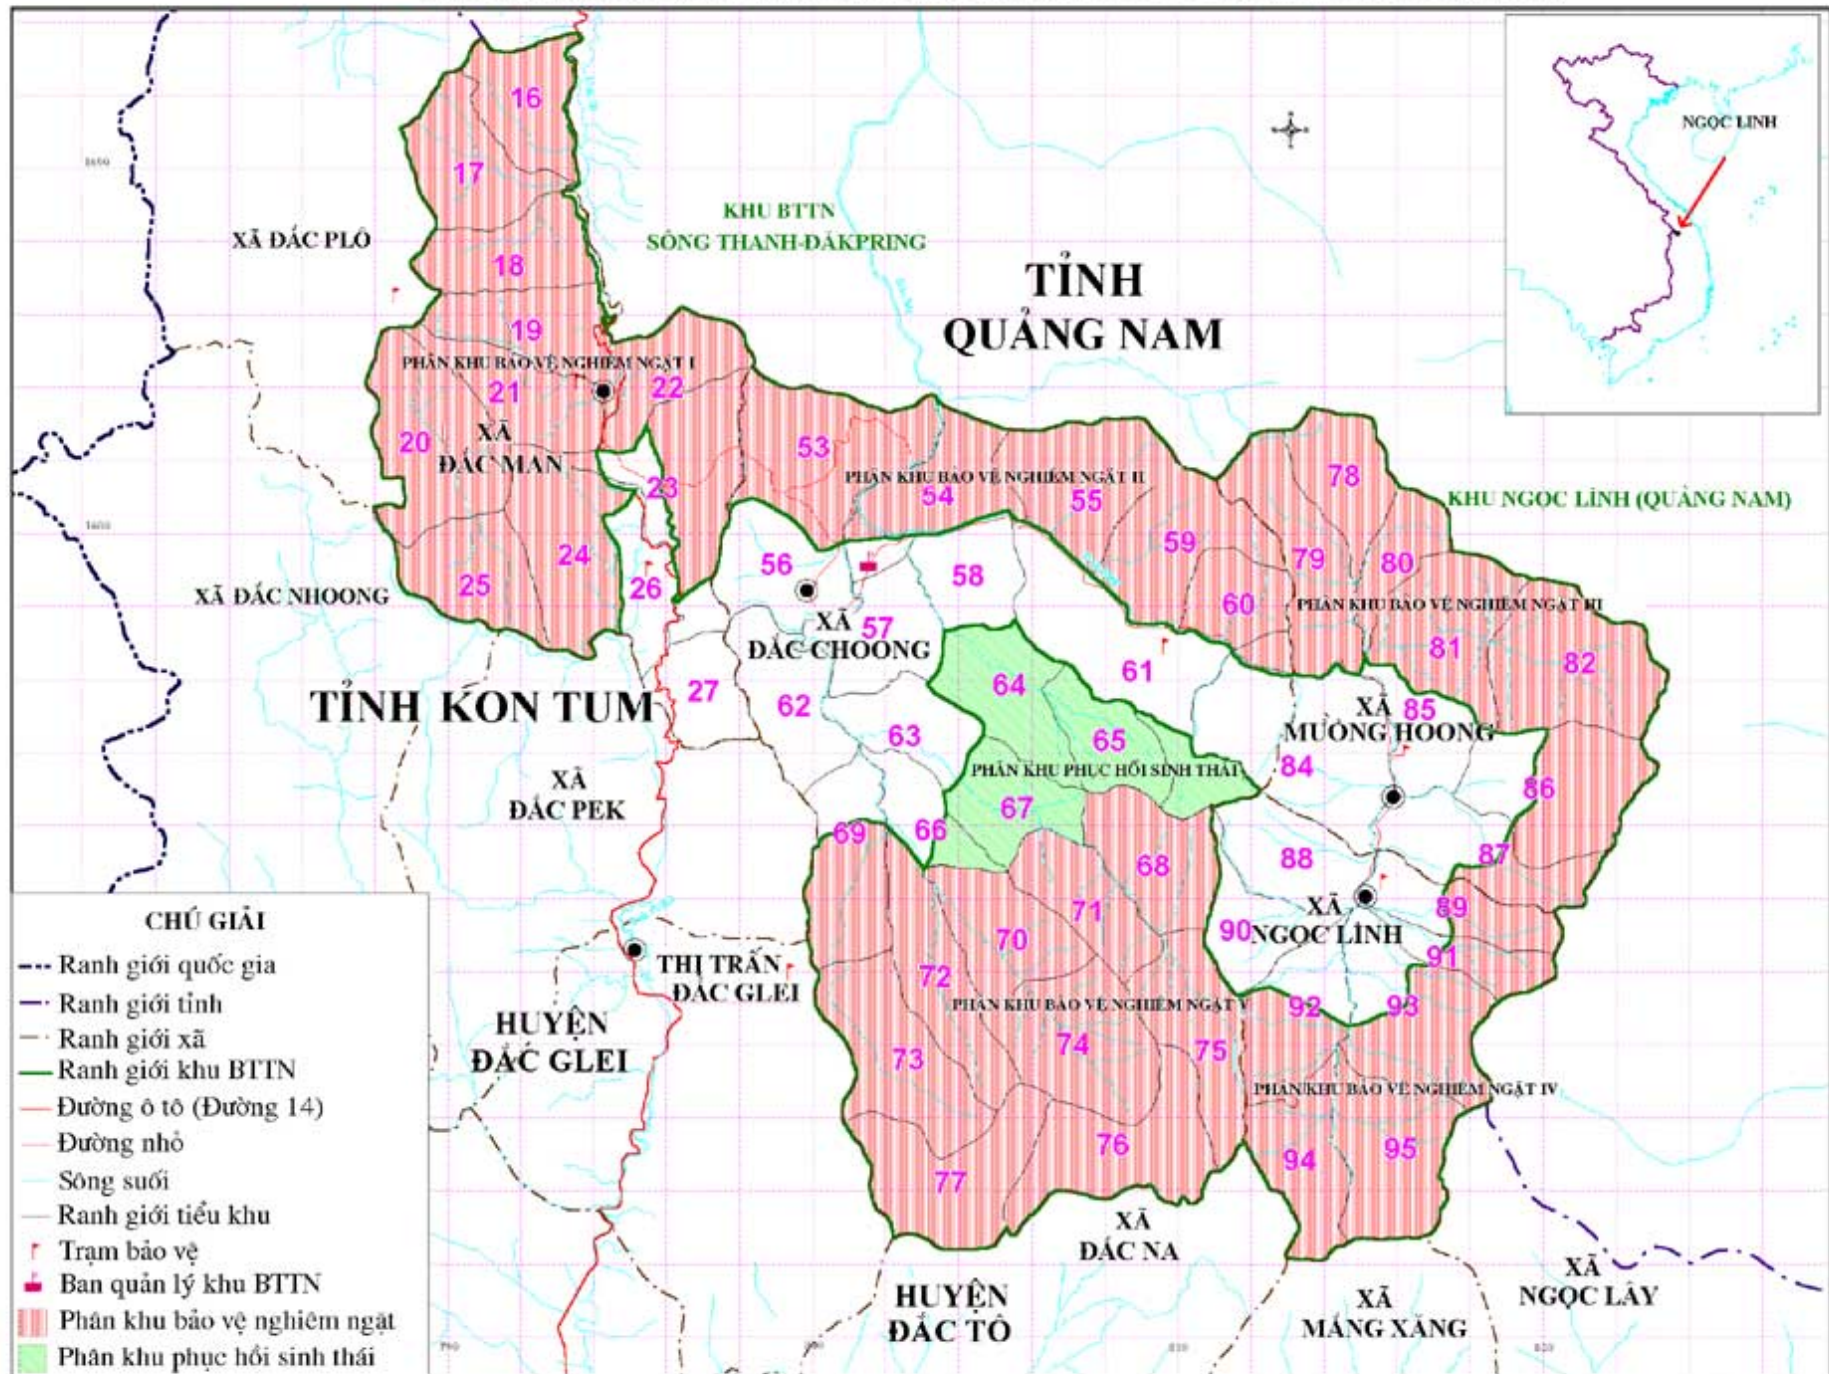 16
NGỌC LINH
1690
17
KHU BTTN
SÔNG THANH-ĐĂKPRING
XÃ ĐẮC PLÔ
18
TỈNH
QUẢNG NAM
19
PHÂN KHU BẢO VỆ NGHIÊM NGẶT I
21
22
20
XÃ
ĐẮC MAN
53
PHÂN KHU BẢO VỆ NGHIÊM NGẶT II
78
23
54
55
KHU NGỌC LĨNH (QUẢNG NAM)
1680
24
59
79
80
25
26
56
58
XÃ ĐẮC NHOONG
60
PHÂN KHU BẢO VỆ NGHIÊM NGẶT III
XÃ
ĐẮC CHOONG
57
81
82
61
27
64
TỈNH KON TUM
62
63
65
XÃ
MƯỜNG HOONG
85
PHÂN KHU PHỤC HỒI SINH THÁI
84
XÃ
ĐẮC PEK
67
86
69
66
68
88
87
71
89
XÃ
NGỌC LĨNH
90
70
91
THỊ TRẤN
ĐẮC GLEI
72
PHÂN KHU BẢO VỆ NGHIÊM NGẶT V
92
93
HUYỆN
ĐẮC GLEI
73
74
75
PHÂN KHU BẢO VỆ NGHIÊM NGẶT IV
76
94
95
77
XÃ
ĐẮC NA
HUYỆN
ĐẮC TÔ
XÃ
MĂNG XĂNG
XÃ
NGỌC LÂY
CHÚ GIẢI
Ranh giới quốc gia
Ranh giới tỉnh
Ranh giới xã
Ranh giới khu BTTN
Đường ô tô (Đường 14)
Đường nhỏ
Sông suối
Ranh giới tiểu khu
Trạm bảo vệ
Ban quản lý khu BTTN
Phân khu bảo vệ nghiêm ngặt
Phân khu phục hồi sinh thái
790
810
820